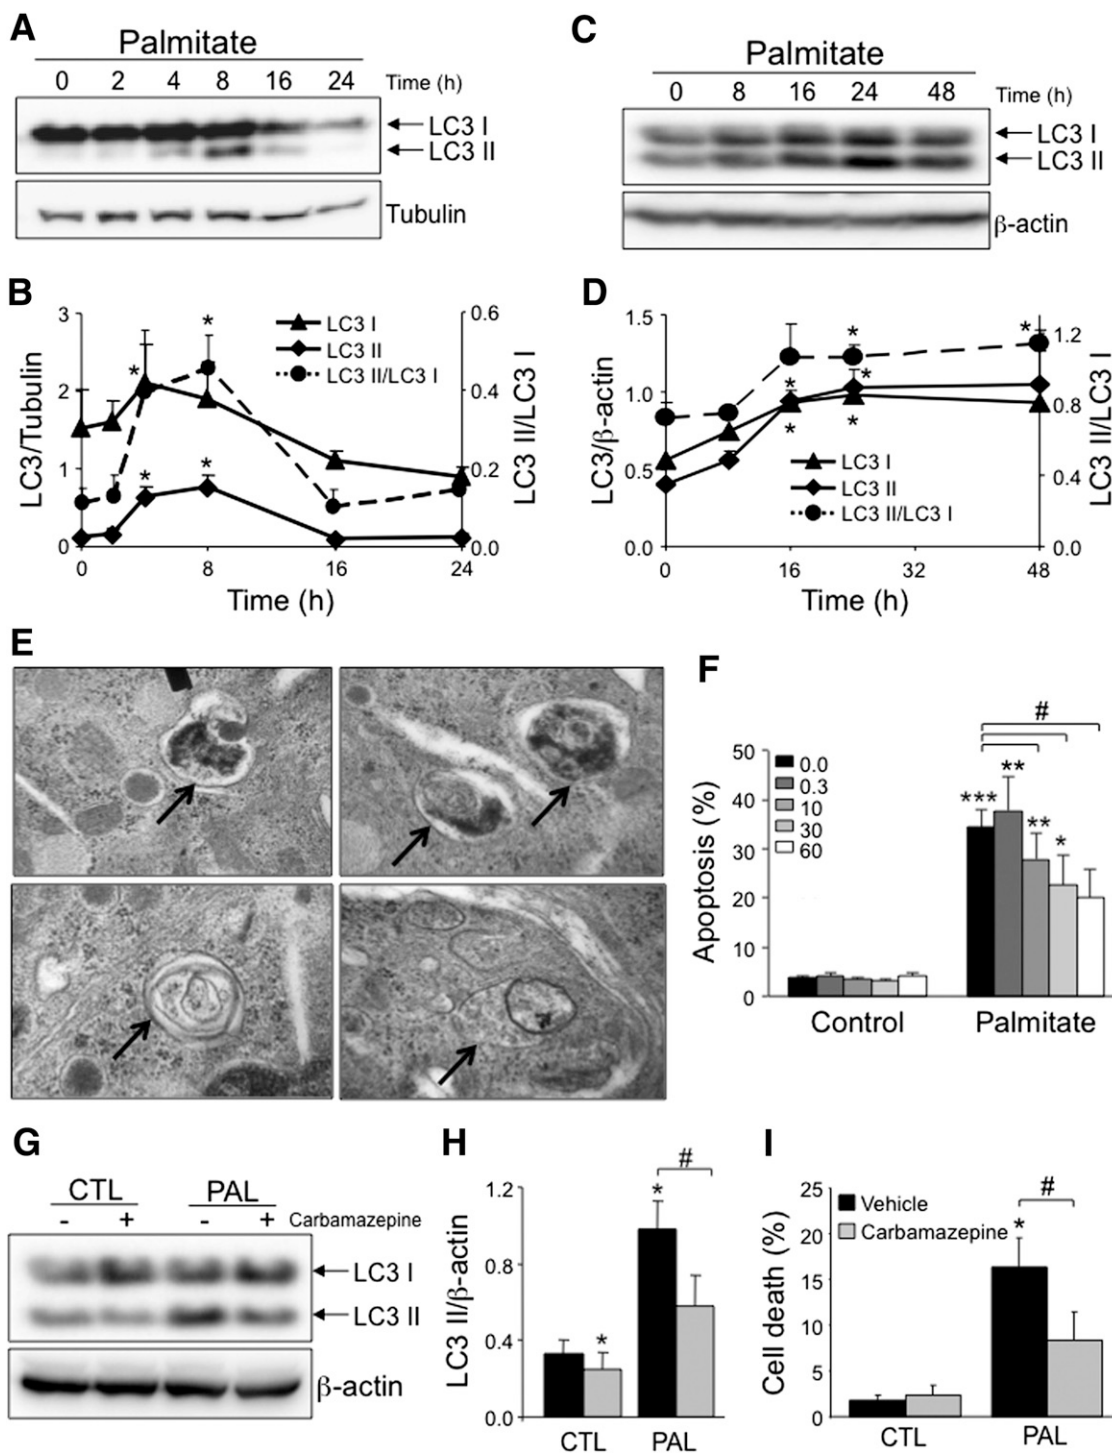 A
Palmitate
0 2 4 8 16 24 Time (h)
LC3 I
LC3 II
Tubulin
C
Palmitate
0 8 16 24 48 Time (h)
LC3 I
LC3 II
β-actin
B
LC3/Tubulin
3
2
1
0
* * * *
LC3 I
LC3 II
LC3 II/LC3 I
0.6
0.4
0.2
0.0
LC3 II/LC3 I
0 8 16 24
Time (h)
D
LC3/β-actin
1.5
1.0
0.5
0.0
* * * * * *
LC3 I
LC3 II
LC3 II/LC3 I
1.2
0.8
0.4
0.0
LC3 II/LC3 I
0 16 32 48
Time (h)
E
F
Apoptosis (%)
50
40
30
20
10
0
0.0
0.3
10
30
60
#
*** ** ** *
Control Palmitate
G
CTL PAL
- + - + Carbamazepine
LC3 I
LC3 II
β-actin
H
LC3 II/β-actin
1.2
0.8
0.4
0.0
#
* *
CTL PAL
I
Cell death (%)
25
20
15
10
5
0
Vehicle
Carbamazepine
#
*
CTL PAL